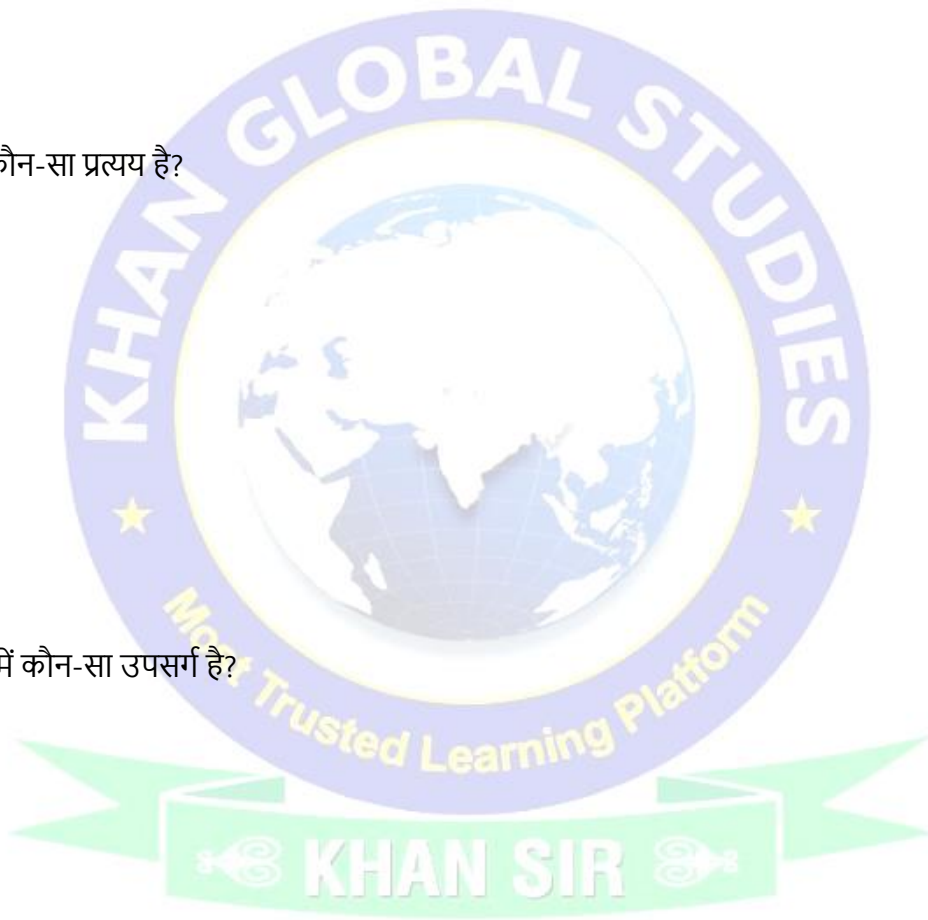 KHAN GLOBAL STUDIES
कौन-सा प्रत्यय है?
में कौन-सा उपसर्ग है?
Most Trusted Learning Platform
KHAN SIR